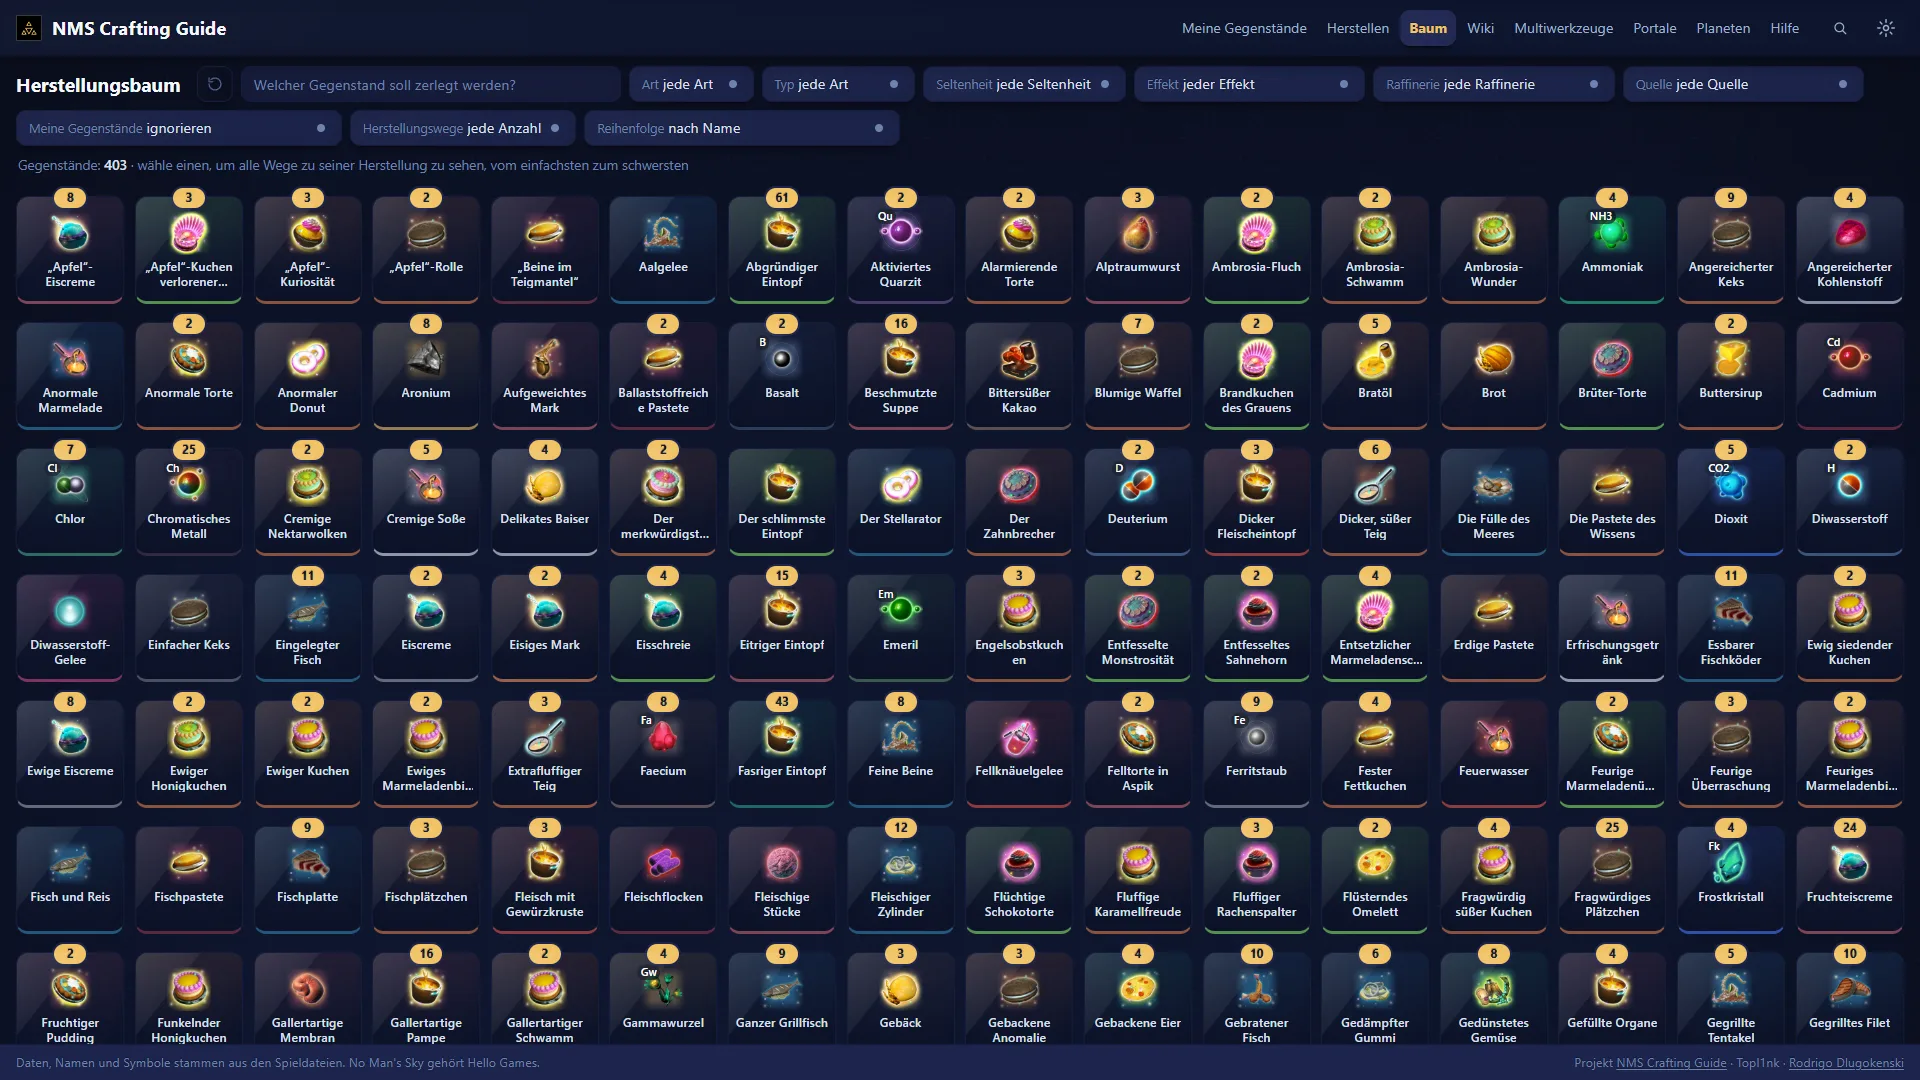 NMS Crafting Guide
Meine Gegenstände
Herstellen
Baum
Wiki
Multiwerkzeuge
Portale
Planeten
Hilfe
Herstellungsbaum
Welcher Gegenstand soll zerlegt werden?
Art jede Art
Typ jede Art
Seltenheit jede Seltenheit
Effekt jeder Effekt
Raffinerie jede Raffinerie
Quelle jede Quelle
Meine Gegenstände ignorieren
Herstellungswege jede Anzahl
Reihenfolge nach Name
Gegenstände: 403 · wähle einen, um alle Wege zu seiner Herstellung zu sehen, vom einfachsten zum schwersten
8
„Apfel“-
Eiscreme
3
„Apfel“-Kuchen
verlorener...
3
„Apfel“-
Kuriosität
2
„Apfel“-Rolle
„Beine im
Teigmantel“
Aalgelee
61
Abgründiger
Eintopf
2
Qu
Aktiviertes
Quarzit
2
Alarmierende
Torte
3
Alptraumwurst
2
Ambrosia-Fluch
2
Ambrosia-
Schwamm
Ambrosia-
Wunder
4
NH3
Ammoniak
9
Angereicherter
Keks
4
Angereicherter
Kohlenstoff
Anormale
Marmelade
2
Anormale Torte
Anormaler
Donut
8
Aronium
Aufgeweichtes
Mark
2
Ballaststoffreich
e Pastete
2
B
Basalt
16
Beschmutzte
Suppe
Bittersüßer
Kakao
7
Blumige Waffel
2
Brandkuchen
des Grauens
5
Bratöl
Brot
Brüter-Torte
2
Buttersirup
Cd
Cadmium
7
Cl
Chlor
25
Ch
Chromatisches
Metall
2
Cremige
Nektarwolken
5
Cremige Soße
4
Delikates Baiser
2
Der
merkwürdigst...
Der schlimmste
Eintopf
Der Stellarator
Der
Zahnbrecher
2
D
Deuterium
3
Dicker
Fleischeintopf
6
Dicker, süßer
Teig
Die Fülle des
Meeres
Die Pastete des
Wissens
5
CO2
Dioxit
2
H
Diwasserstoff
Diwasserstoff-
Gelee
Einfacher Keks
11
Eingelegter
Fisch
2
Eiscreme
2
Eisiges Mark
4
Eisschreie
15
Eitriger Eintopf
Em
Emeril
3
Engelsobstkuch
en
2
Entfesselte
Monstrosität
2
Entfesseltes
Sahnehorn
4
Entsetzlicher
Marmeladensc...
Erdige Pastete
Erfrischungsgetr
änk
11
Essbarer
Fischköder
2
Ewig siedender
Kuchen
8
Ewige Eiscreme
2
Ewiger
Honigkuchen
2
Ewiger Kuchen
2
Ewiges
Marmeladenbi...
3
Extrafluffiger
Teig
8
Fa
Faecium
43
Fasriger Eintopf
8
Feine Beine
Fellknäuelgelee
2
Felltorte in
Aspik
9
Fe
Ferritstaub
4
Fester
Fettkuchen
Feuerwasser
2
Feurige
Marmeladenü...
3
Feurige
Überraschung
2
Feuriges
Marmeladenbi...
Fisch und Reis
Fischpastete
9
Fischplatte
3
Fischplätzchen
3
Fleisch mit
Gewürzkruste
Fleischflocken
Fleischige
Stücke
12
Fleischiger
Zylinder
Flüchtige
Schokotorte
Fluffige
Karamellfreude
3
Fluffiger
Rachenspalter
2
Flüsterndes
Omelett
4
Fragwürdig
süßer Kuchen
25
Fragwürdiges
Plätzchen
4
Fk
Frostkristall
24
Fruchteiscreme
2
Fruchtiger
Pudding
Funkelnder
Honigkuchen
Gallertartige
Membran
16
Gallertartige
Pampe
2
Gallertartiger
Schwamm
4
Gw
Gammawurzel
9
Ganzer Grillfisch
3
Gebäck
3
Gebackene
Anomalie
4
Gebackene Eier
10
Gebratener
Fisch
6
Gedämpfter
Gummi
8
Gedünstetes
Gemüse
4
Gefüllte Organe
5
Gegrillte
Tentakel
10
Gegrilltes Filet
Daten, Namen und Symbole stammen aus den Spieldateien. No Man's Sky gehört Hello Games.
Projekt NMS Crafting Guide · Topl1nk · Rodrigo Dlugokenski